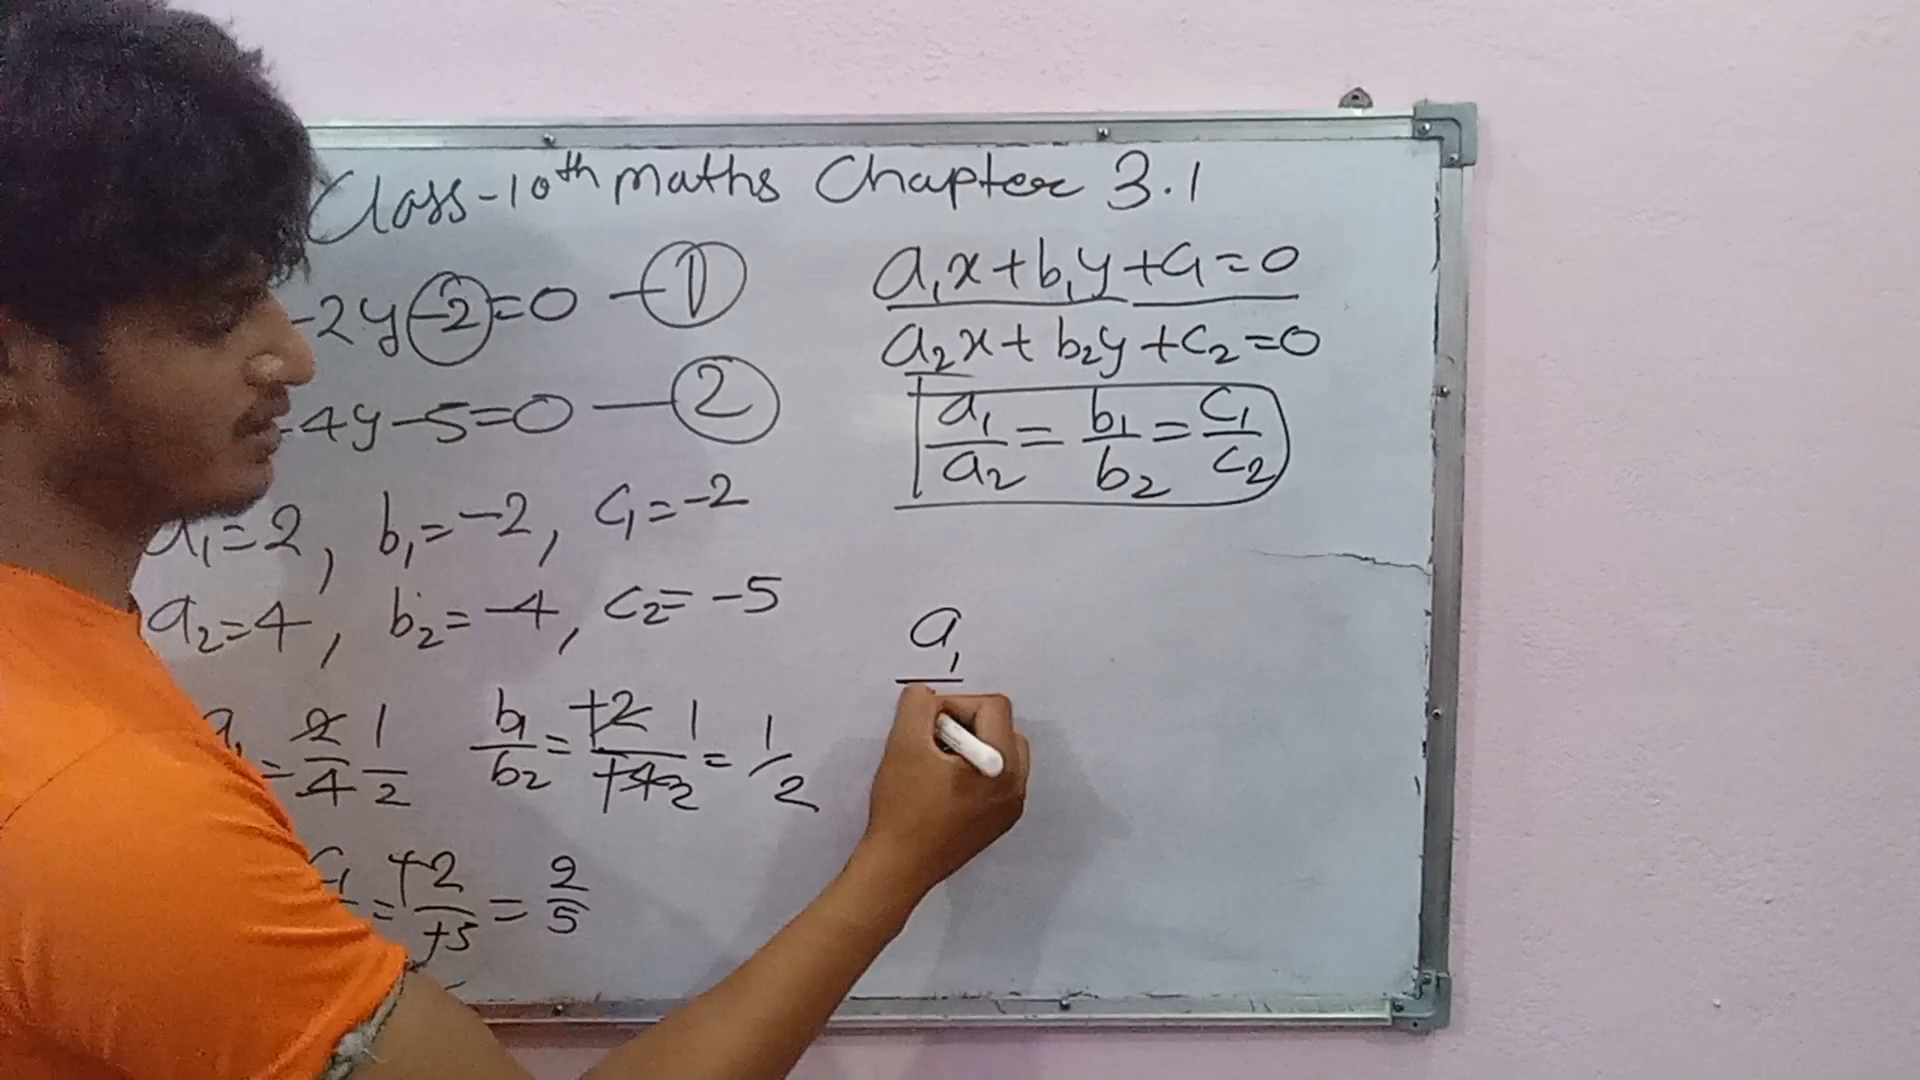 Class-10th maths Chapter 3.1
-2y-2=0 — 1
-4y-5=0 — 2
a1=2, b1=-2, c1=-2
a2=4, b2=-4, c2=-5
a1 = 2/4 1/2 b1/b2 = +2/+4 1/2 = 1/2
c1 = +2/+5 = 2/5
a1x+b1y+c1=0
a2x+b2y+c2=0
a1/a2 = b1/b2 = c1/c2
a1